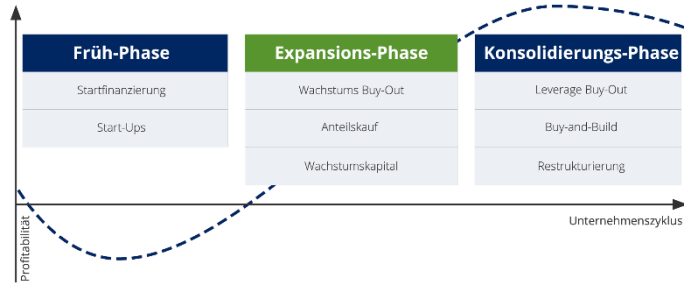 Früh-Phase
Startfinanzierung
Start-Ups
Expansions-Phase
Wachstums Buy-Out
Anteilskauf
Wachstumskapital
Konsolidierungs-Phase
Leverage Buy-Out
Buy-and-Build
Restrukturierung
Profitabilität
Unternehmenszyklus